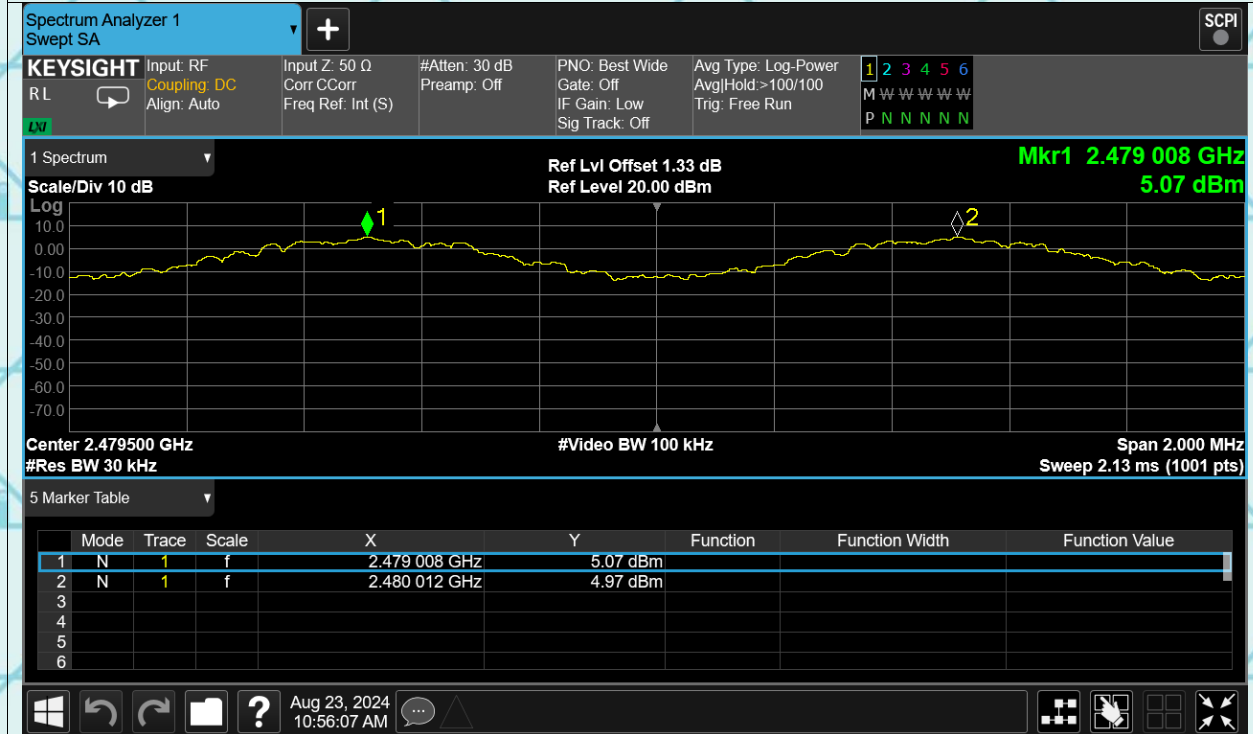 Spectrum Analyzer 1
Swept SA
SCPI
KEYSIGHT
RL
LXI
Input: RF
Coupling: DC
Align: Auto
Input Z: 50 Ω
Corr CCorr
Freq Ref: Int (S)
#Atten: 30 dB
Preamp: Off
PNO: Best Wide
Gate: Off
IF Gain: Low
Sig Track: Off
Avg Type: Log-Power
Avg|Hold:>100/100
Trig: Free Run
1 2 3 4 5 6
M W W W W W
P N N N N N
1 Spectrum
Scale/Div 10 dB
Ref Lvl Offset 1.33 dB
Ref Level 20.00 dBm
Mkr1 2.479 008 GHz
5.07 dBm
Log
10.0
0.00
-10.0
-20.0
-30.0
-40.0
-50.0
-60.0
-70.0
1
2
Center 2.479500 GHz
#Video BW 100 kHz
Span 2.000 MHz
#Res BW 30 kHz
Sweep 2.13 ms (1001 pts)
5 Marker Table
Mode Trace Scale X Y Function Function Width Function Value
1 N 1 f 2.479 008 GHz 5.07 dBm
2 N 1 f 2.480 012 GHz 4.97 dBm
3
4
5
6
?
Aug 23, 2024
10:56:07 AM